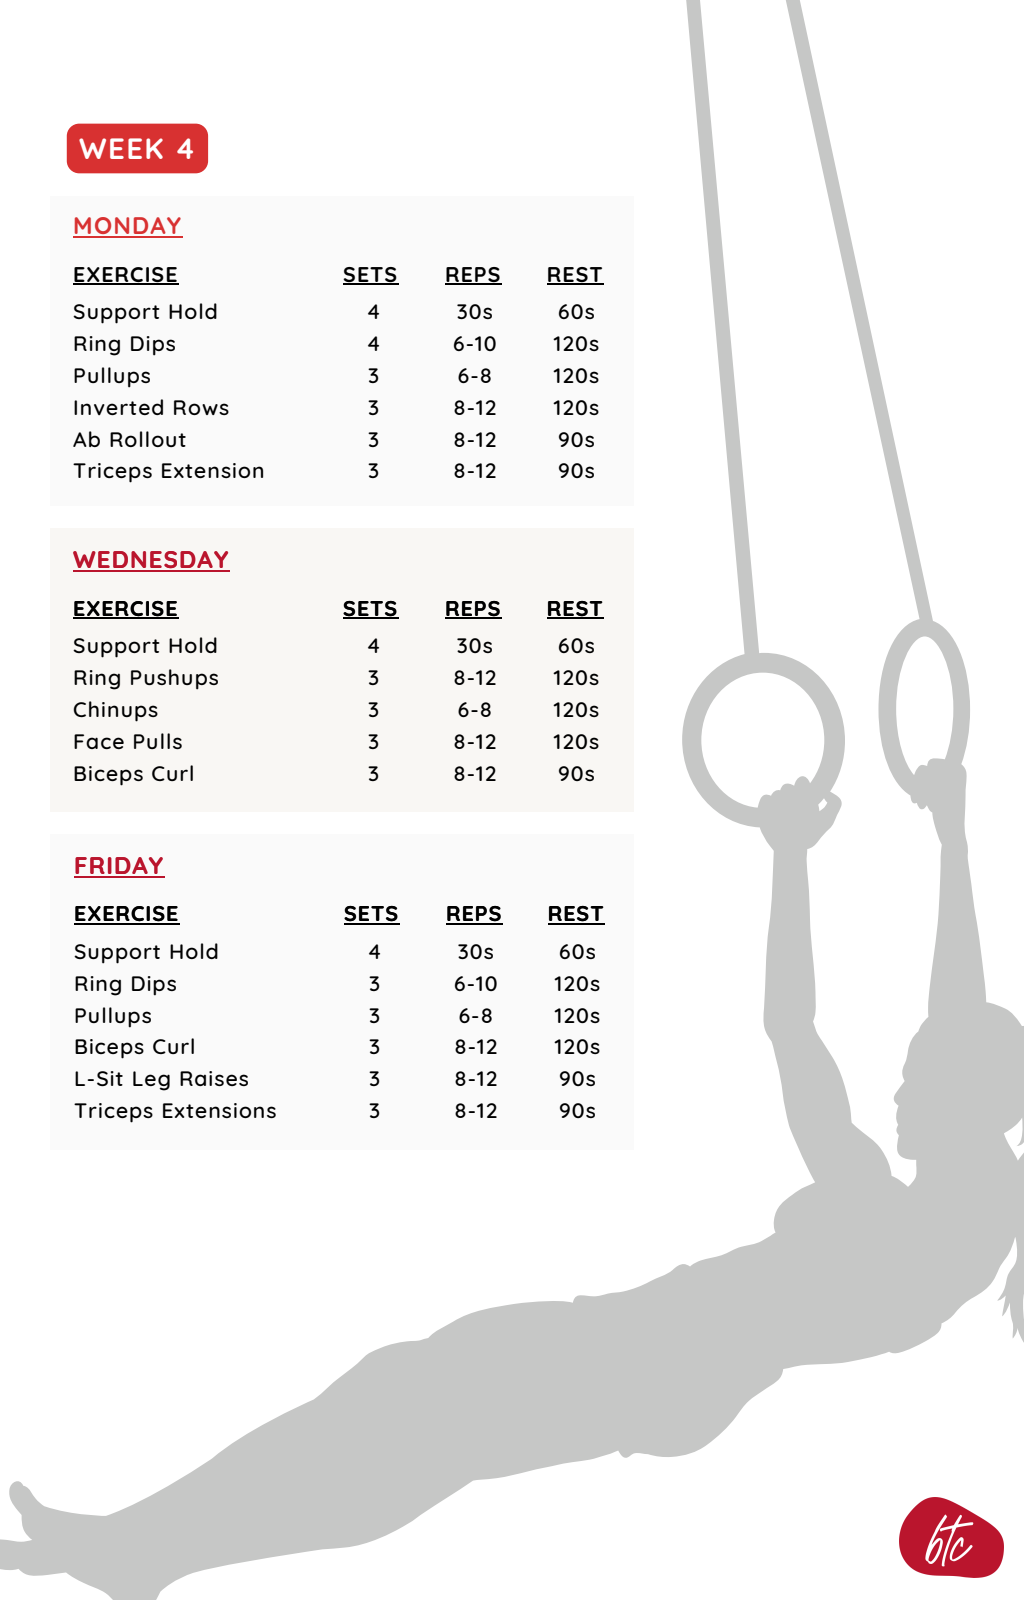 WEEK 4
MONDAY
EXERCISE SETS REPS REST
Support Hold 4 30s 60s
Ring Dips 4 6-10 120s
Pullups 3 6-8 120s
Inverted Rows 3 8-12 120s
Ab Rollout 3 8-12 90s
Triceps Extension 3 8-12 90s
WEDNESDAY
EXERCISE SETS REPS REST
Support Hold 4 30s 60s
Ring Pushups 3 8-12 120s
Chinups 3 6-8 120s
Face Pulls 3 8-12 120s
Biceps Curl 3 8-12 90s
FRIDAY
EXERCISE SETS REPS REST
Support Hold 4 30s 60s
Ring Dips 3 6-10 120s
Pullups 3 6-8 120s
Biceps Curl 3 8-12 120s
L-Sit Leg Raises 3 8-12 90s
Triceps Extensions 3 8-12 90s
btc